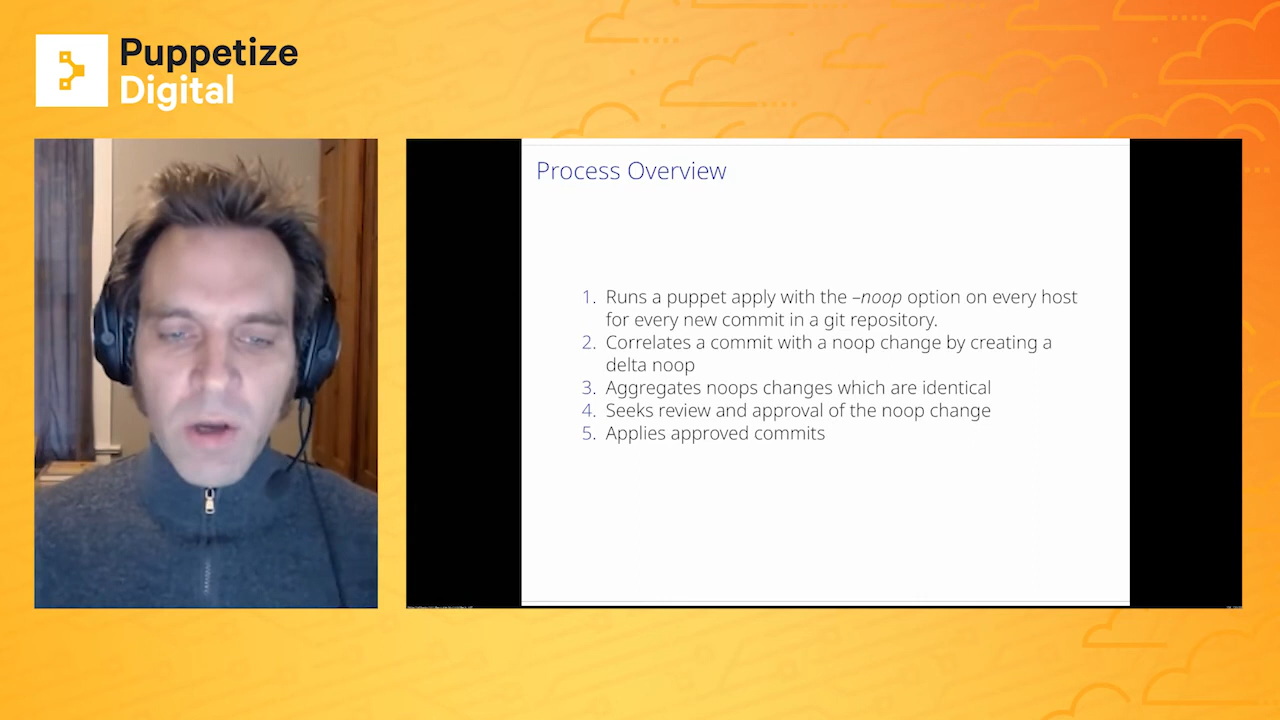 Puppetize
Digital
Process Overview
1. Runs a puppet apply with the –noop option on every host
for every new commit in a git repository.
2. Correlates a commit with a noop change by creating a
delta noop
3. Aggregates noops changes which are identical
4. Seeks review and approval of the noop change
5. Applies approved commits